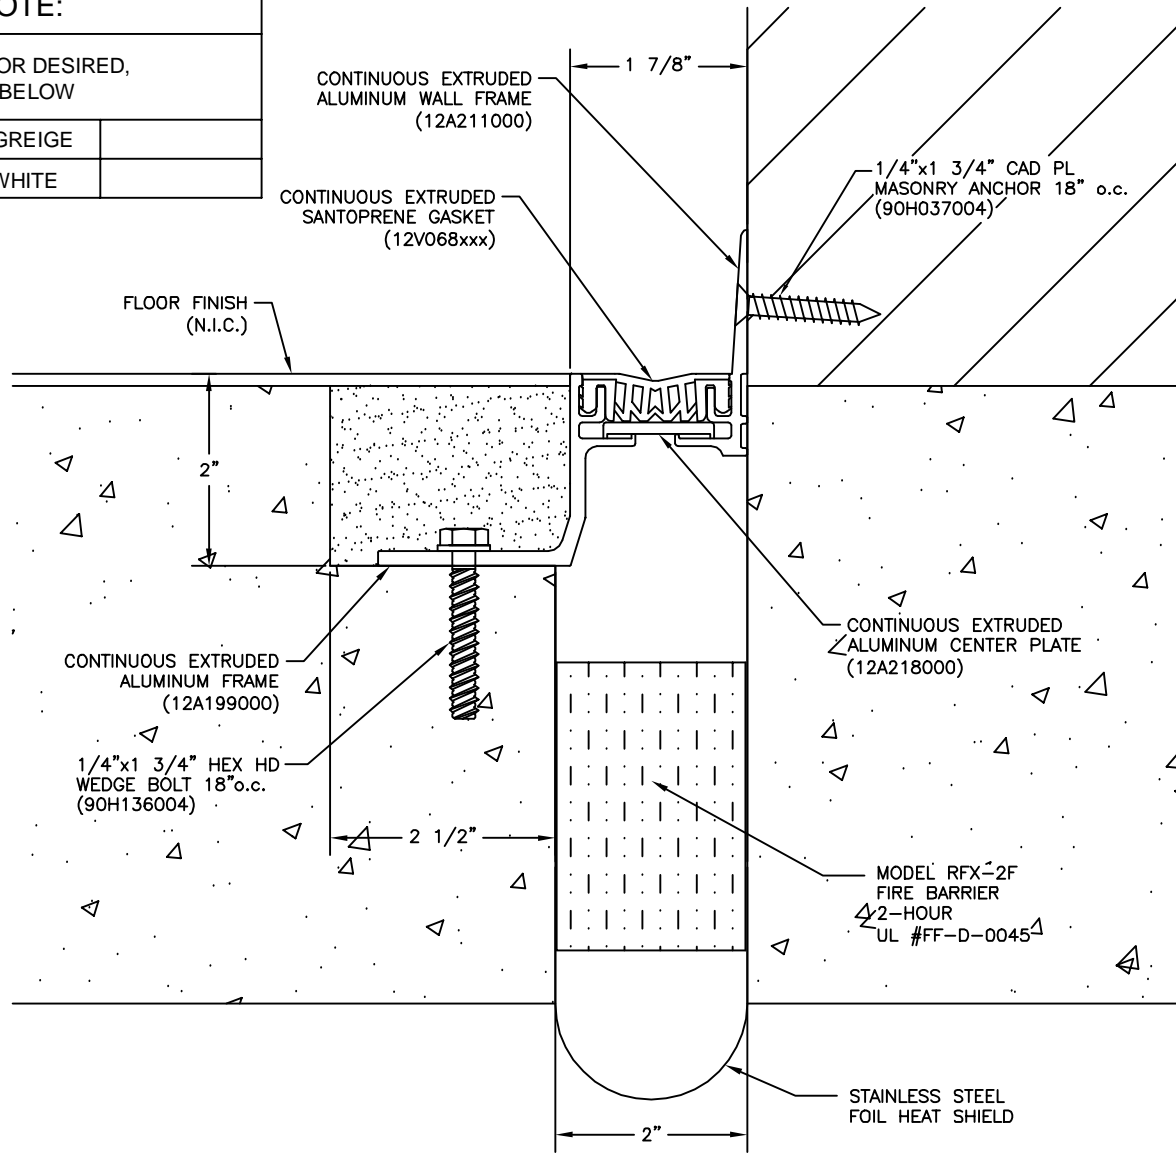 OTE:
OR DESIRED,
BELOW
GREIGE
WHITE
1 7/8"
CONTINUOUS EXTRUDED
ALUMINUM WALL FRAME
(12A211000)
1/4"x1 3/4" CAD PL
MASONRY ANCHOR 18" o.c.
(90H037004)
CONTINUOUS EXTRUDED
SANTOPRENE GASKET
(12V068xxx)
FLOOR FINISH
(N.I.C.)
2"
CONTINUOUS EXTRUDED
ALUMINUM CENTER PLATE
(12A218000)
CONTINUOUS EXTRUDED
ALUMINUM FRAME
(12A199000)
1/4"x1 3/4" HEX HD
WEDGE BOLT 18"o.c.
(90H136004)
2 1/2"
MODEL RFX-2F
FIRE BARRIER
2-HOUR
UL #FF-D-0045
STAINLESS STEEL
FOIL HEAT SHIELD
2"